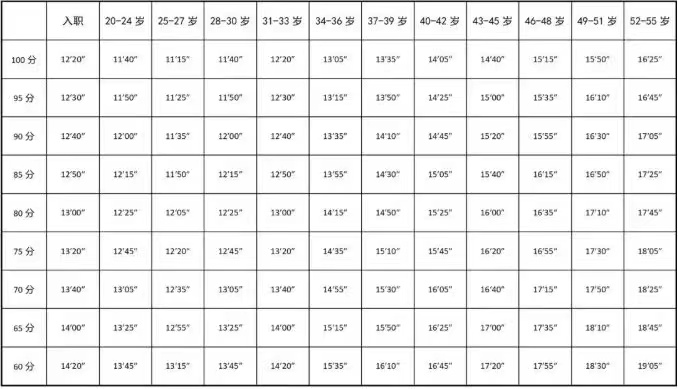 入职 20–24 岁 25–27 岁 28–30 岁 31–33 岁 34–36 岁 37–39 岁 40–42 岁 43–45 岁 46–48 岁 49–51 岁 52–55 岁
100 分 12′20″ 11′40″ 11′15″ 11′40″ 12′20″ 13′05″ 13′35″ 14′05″ 14′40″ 15′15″ 15′50″ 16′25″
95 分 12′30″ 11′50″ 11′25″ 11′50″ 12′30″ 13′15″ 13′50″ 14′25″ 15′00″ 15′35″ 16′10″ 16′45″
90 分 12′40″ 12′00″ 11′35″ 12′00″ 12′40″ 13′35″ 14′10″ 14′45″ 15′20″ 15′55″ 16′30″ 17′05″
85 分 12′50″ 12′15″ 11′50″ 12′15″ 12′50″ 13′55″ 14′30″ 15′05″ 15′40″ 16′15″ 16′50″ 17′25″
80 分 13′00″ 12′25″ 12′05″ 12′25″ 13′00″ 14′15″ 14′50″ 15′25″ 16′00″ 16′35″ 17′10″ 17′45″
75 分 13′20″ 12′45″ 12′20″ 12′45″ 13′20″ 14′35″ 15′10″ 15′45″ 16′20″ 16′55″ 17′30″ 18′05″
70 分 13′40″ 13′05″ 12′35″ 13′05″ 13′40″ 14′55″ 15′30″ 16′05″ 16′40″ 17′15″ 17′50″ 18′25″
65 分 14′00″ 13′25″ 12′55″ 13′25″ 14′00″ 15′15″ 15′50″ 16′25″ 17′00″ 17′35″ 18′10″ 18′45″
60 分 14′20″ 13′45″ 13′15″ 13′45″ 14′20″ 15′35″ 16′10″ 16′45″ 17′20″ 17′55″ 18′30″ 19′05″